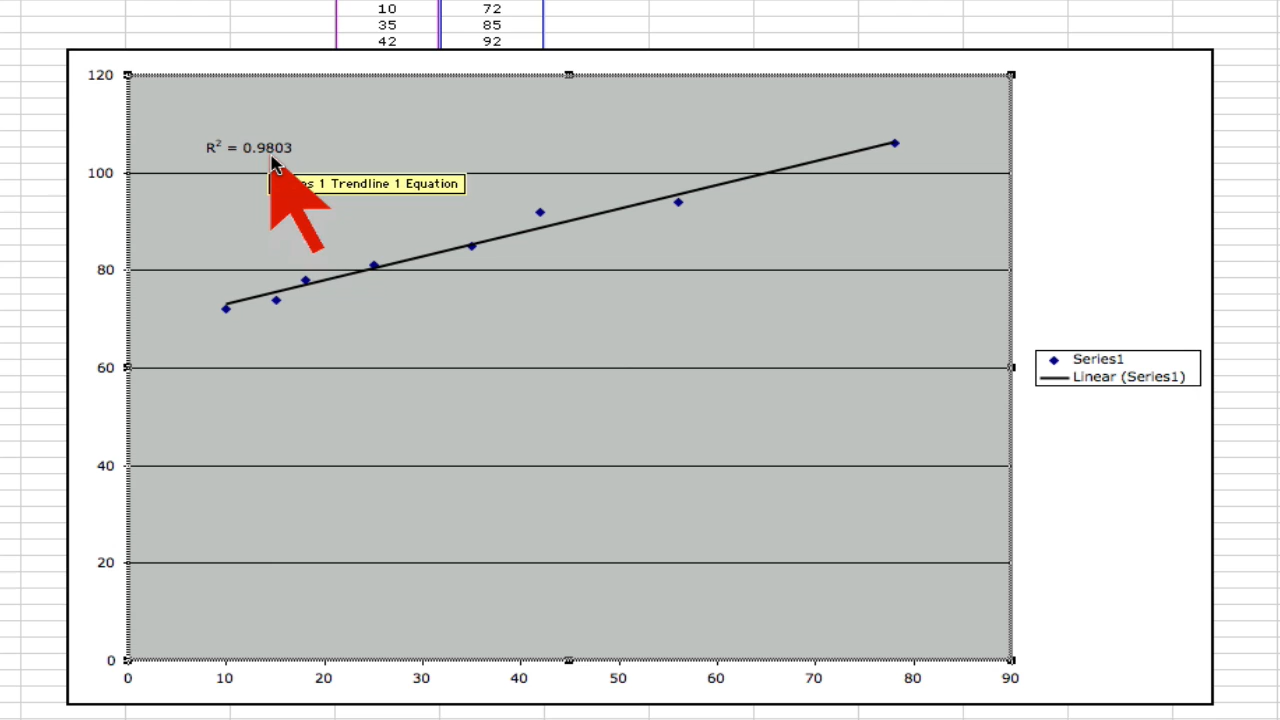 10 72
35 85
42 92
120
R² = 0.9803
100
1 Trendline 1 Equation
80
60
Series1
Linear (Series1)
40
20
0
0 10 20 30 40 50 60 70 80 90